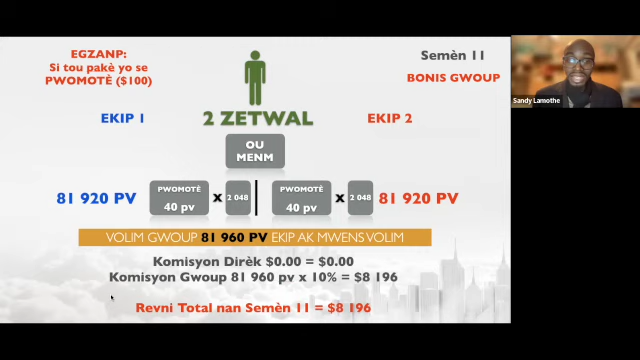 EGZANP:
Si tou pakè yo se
PWOMOTÈ ($100)
Semèn 11
BONIS GWOUP
Sandy Lamothe
EKIP 1
2 ZETWAL
EKIP 2
OU
MENM
81 920 PV
PWOMOTÈ
40 pv
x
2 048
PWOMOTÈ
40 pv
x
2 048
81 920 PV
VOLIM GWOUP 81 960 PV EKIP AK MWENS VOLIM
Komisyon Dirèk $0.00 = $0.00
Komisyon Gwoup 81 960 pv x 10% = $8 196
Revni Total nan Semèn 11 = $8 196